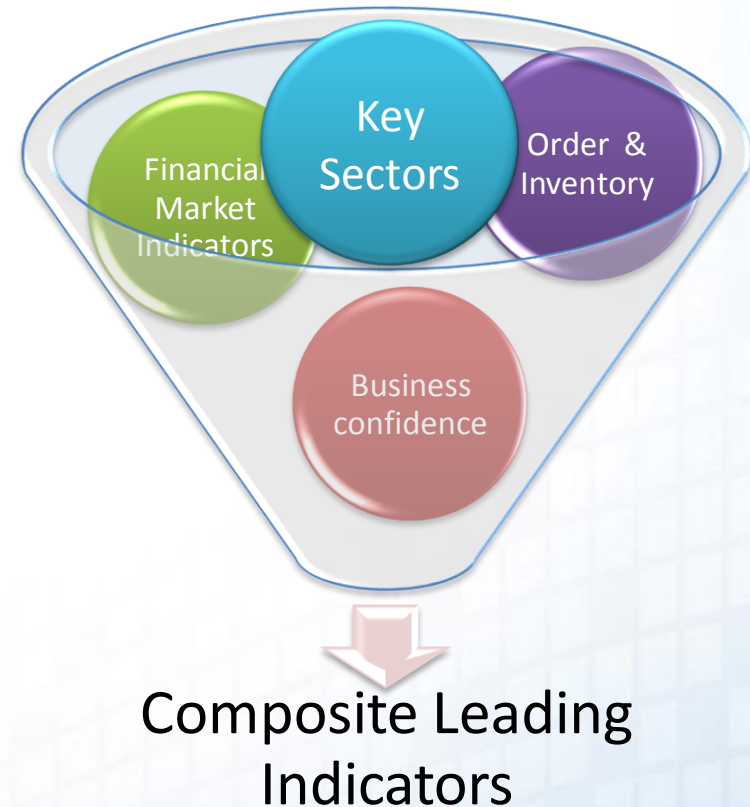 Key
Sectors
Financial
Market
Indicators
Order & 
Inventory
Business
confidence
Composite Leading
Indicators